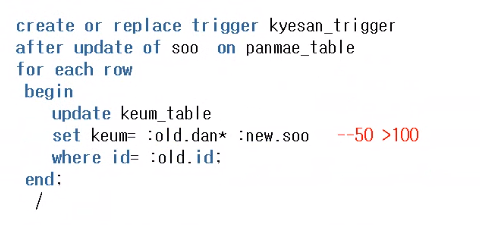 create or replace trigger kyesan_trigger
after update of soo on panmae_table
for each row
begin
update keum_table
set keum= :old.dan* :new.soo --50 >100
where id= :old.id;
end;
/